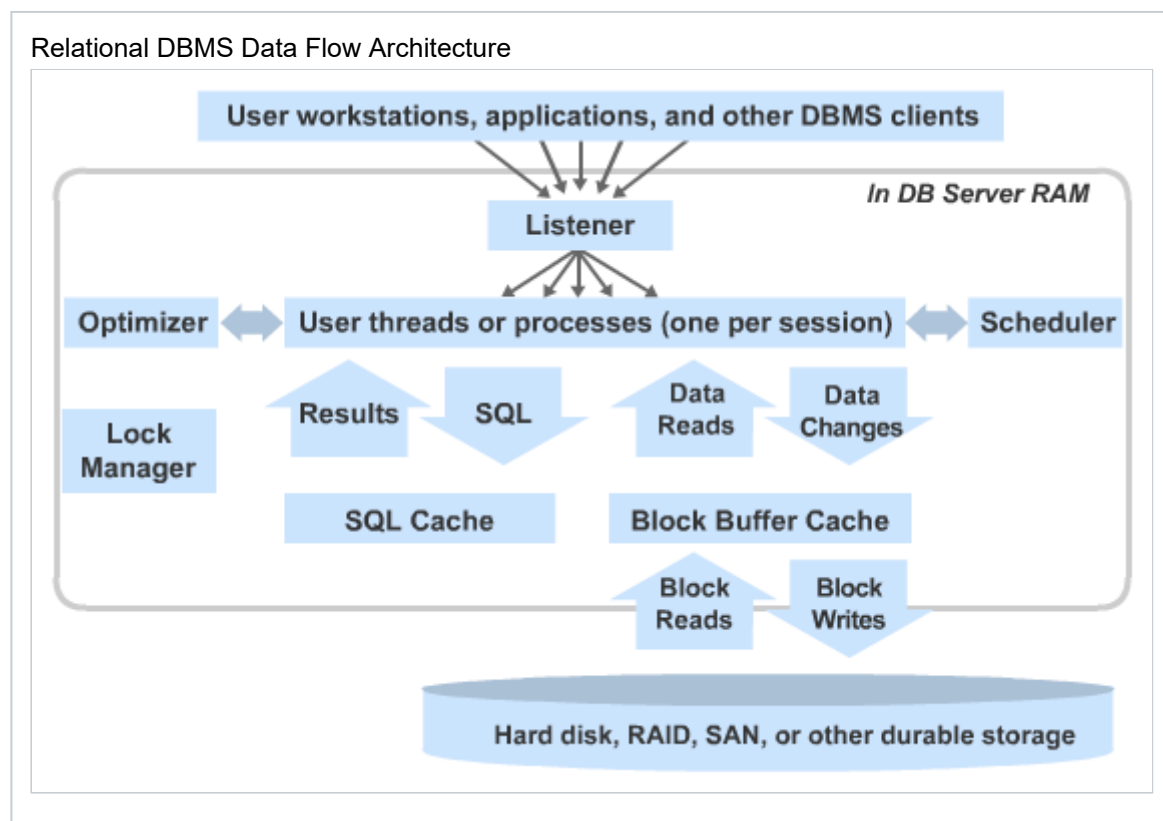 Relational DBMS Data Flow Architecture
User workstations, applications, and other DBMS clients
In DB Server RAM
Listener
Optimizer
User threads or processes (one per session)
Scheduler
Results
SQL
Data
Reads
Data
Changes
Lock
Manager
SQL Cache
Block Buffer Cache
Block
Reads
Block
Writes
Hard disk, RAID, SAN, or other durable storage